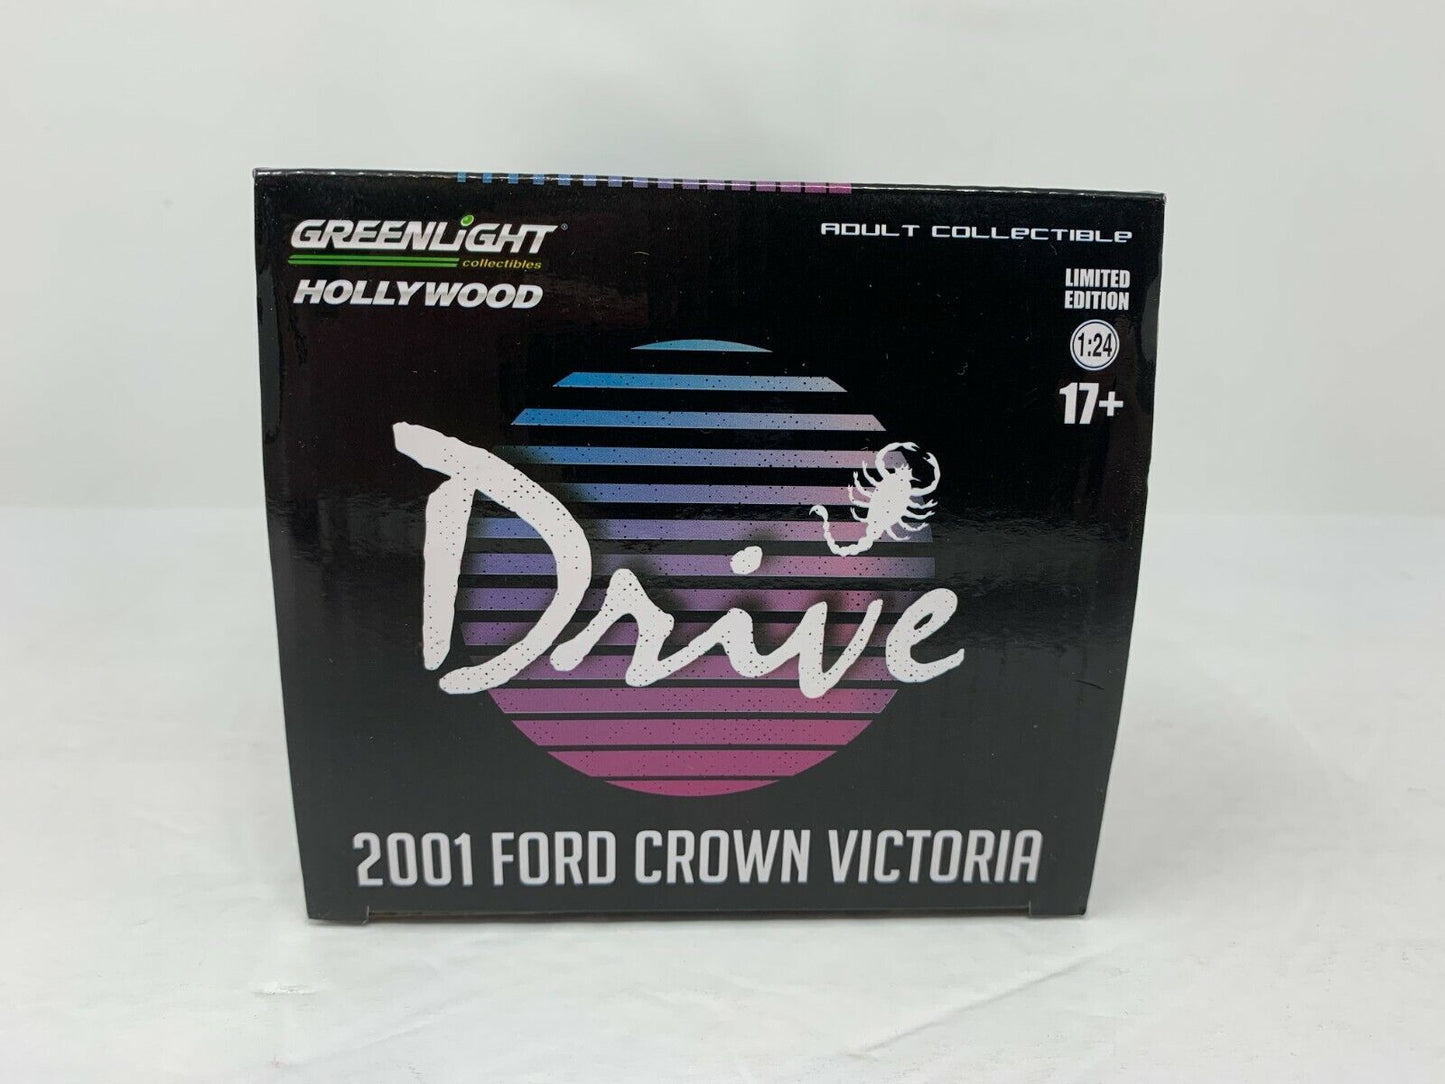 GREENLiGHT®
collectibles
HOLLYWOOD
ADULT COLLECTIBLE
LIMITED
EDITION
1:24
17+
Drive
2001 FORD CROWN VICTORIA